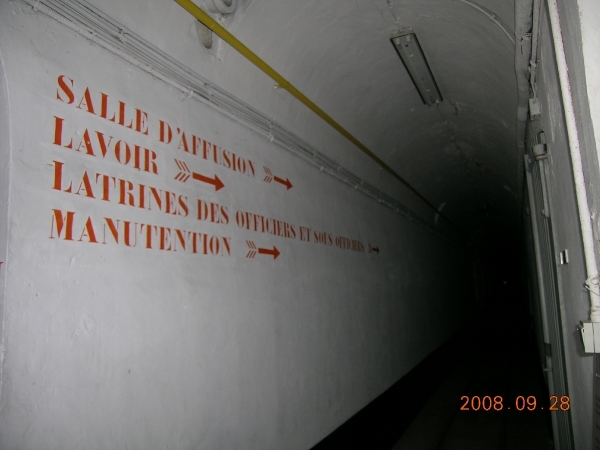 SALLE D'AFFUSION
LAVOIR
LATRINES DES OFFICIERS ET SOUS OFFICIERS
MANUTENTION
2008.09.28